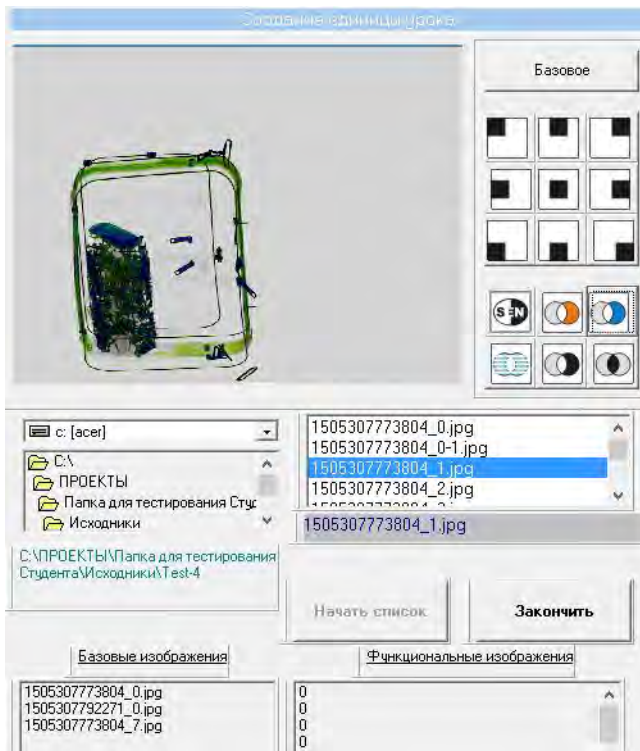 Создание единицы урока
Базовое
SEN
c: [acer]
C:\
ПРОЕКТЫ
Папка для тестирования Стус
Исходники
1505307773804_0.jpg
1505307773804_0-1.jpg
1505307773804_1.jpg
1505307773804_2.jpg
1505307773804_1.jpg
C:\ПРОЕКТЫ\Папка для тестирования
Студента\Исходники\Test-4
Начать список
Закончить
Базовые изображения
Функциональные изображения
1505307773804_0.jpg
1505307792271_0.jpg
1505307773804_7.jpg
0
0
0
0